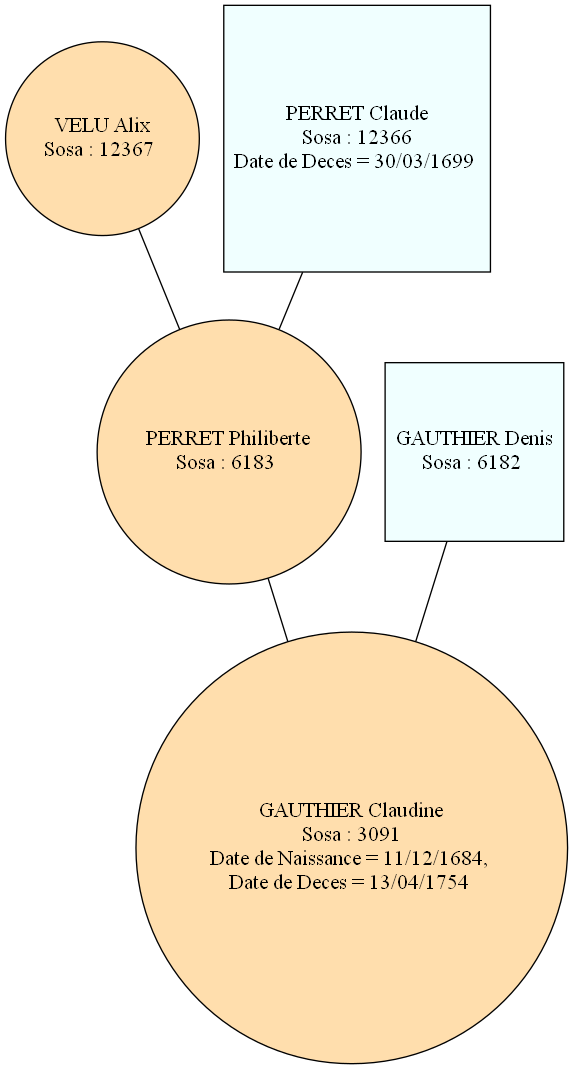 VELU Alix
Sosa : 12367
PERRET Claude
Sosa : 12366
Date de Deces = 30/03/1699
PERRET Philiberte
Sosa : 6183
GAUTHIER Denis
Sosa : 6182
GAUTHIER Claudine
Sosa : 3091
Date de Naissance = 11/12/1684,
Date de Deces = 13/04/1754